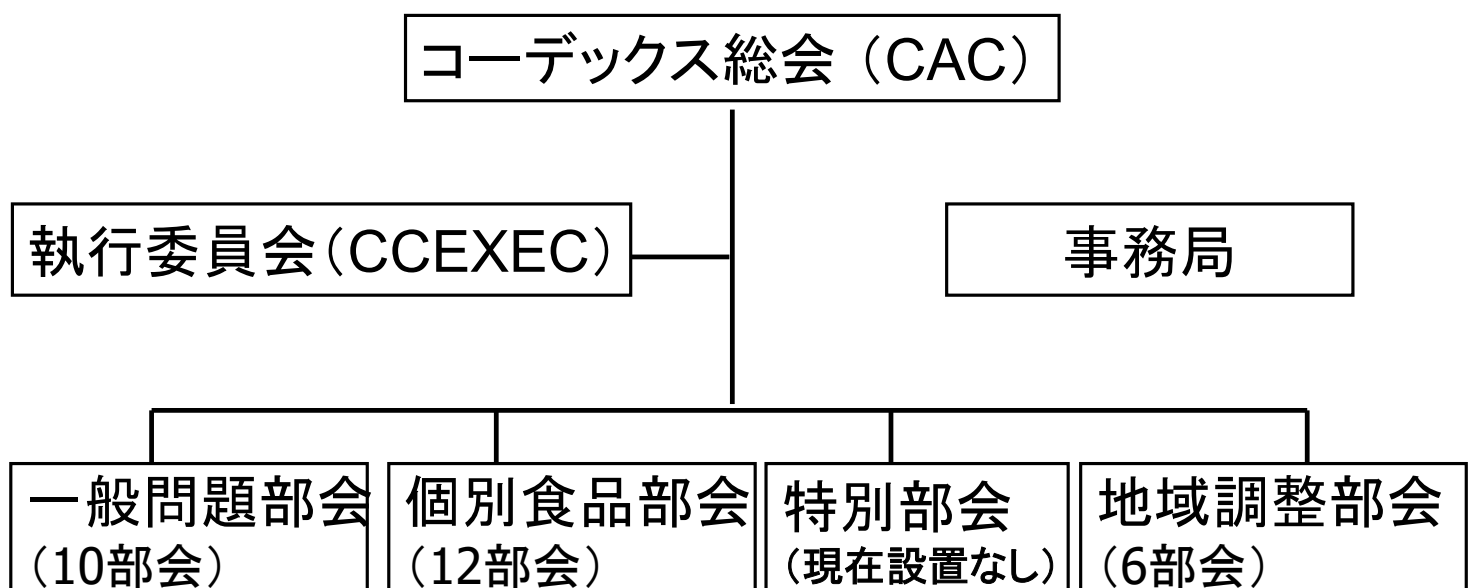 コーデックス総会（CAC）
執行委員会（CCEXEC）
事務局
一般問題部会
（10部会）
個別食品部会
（12部会）
特別部会
（現在設置なし）
地域調整部会
（6部会）